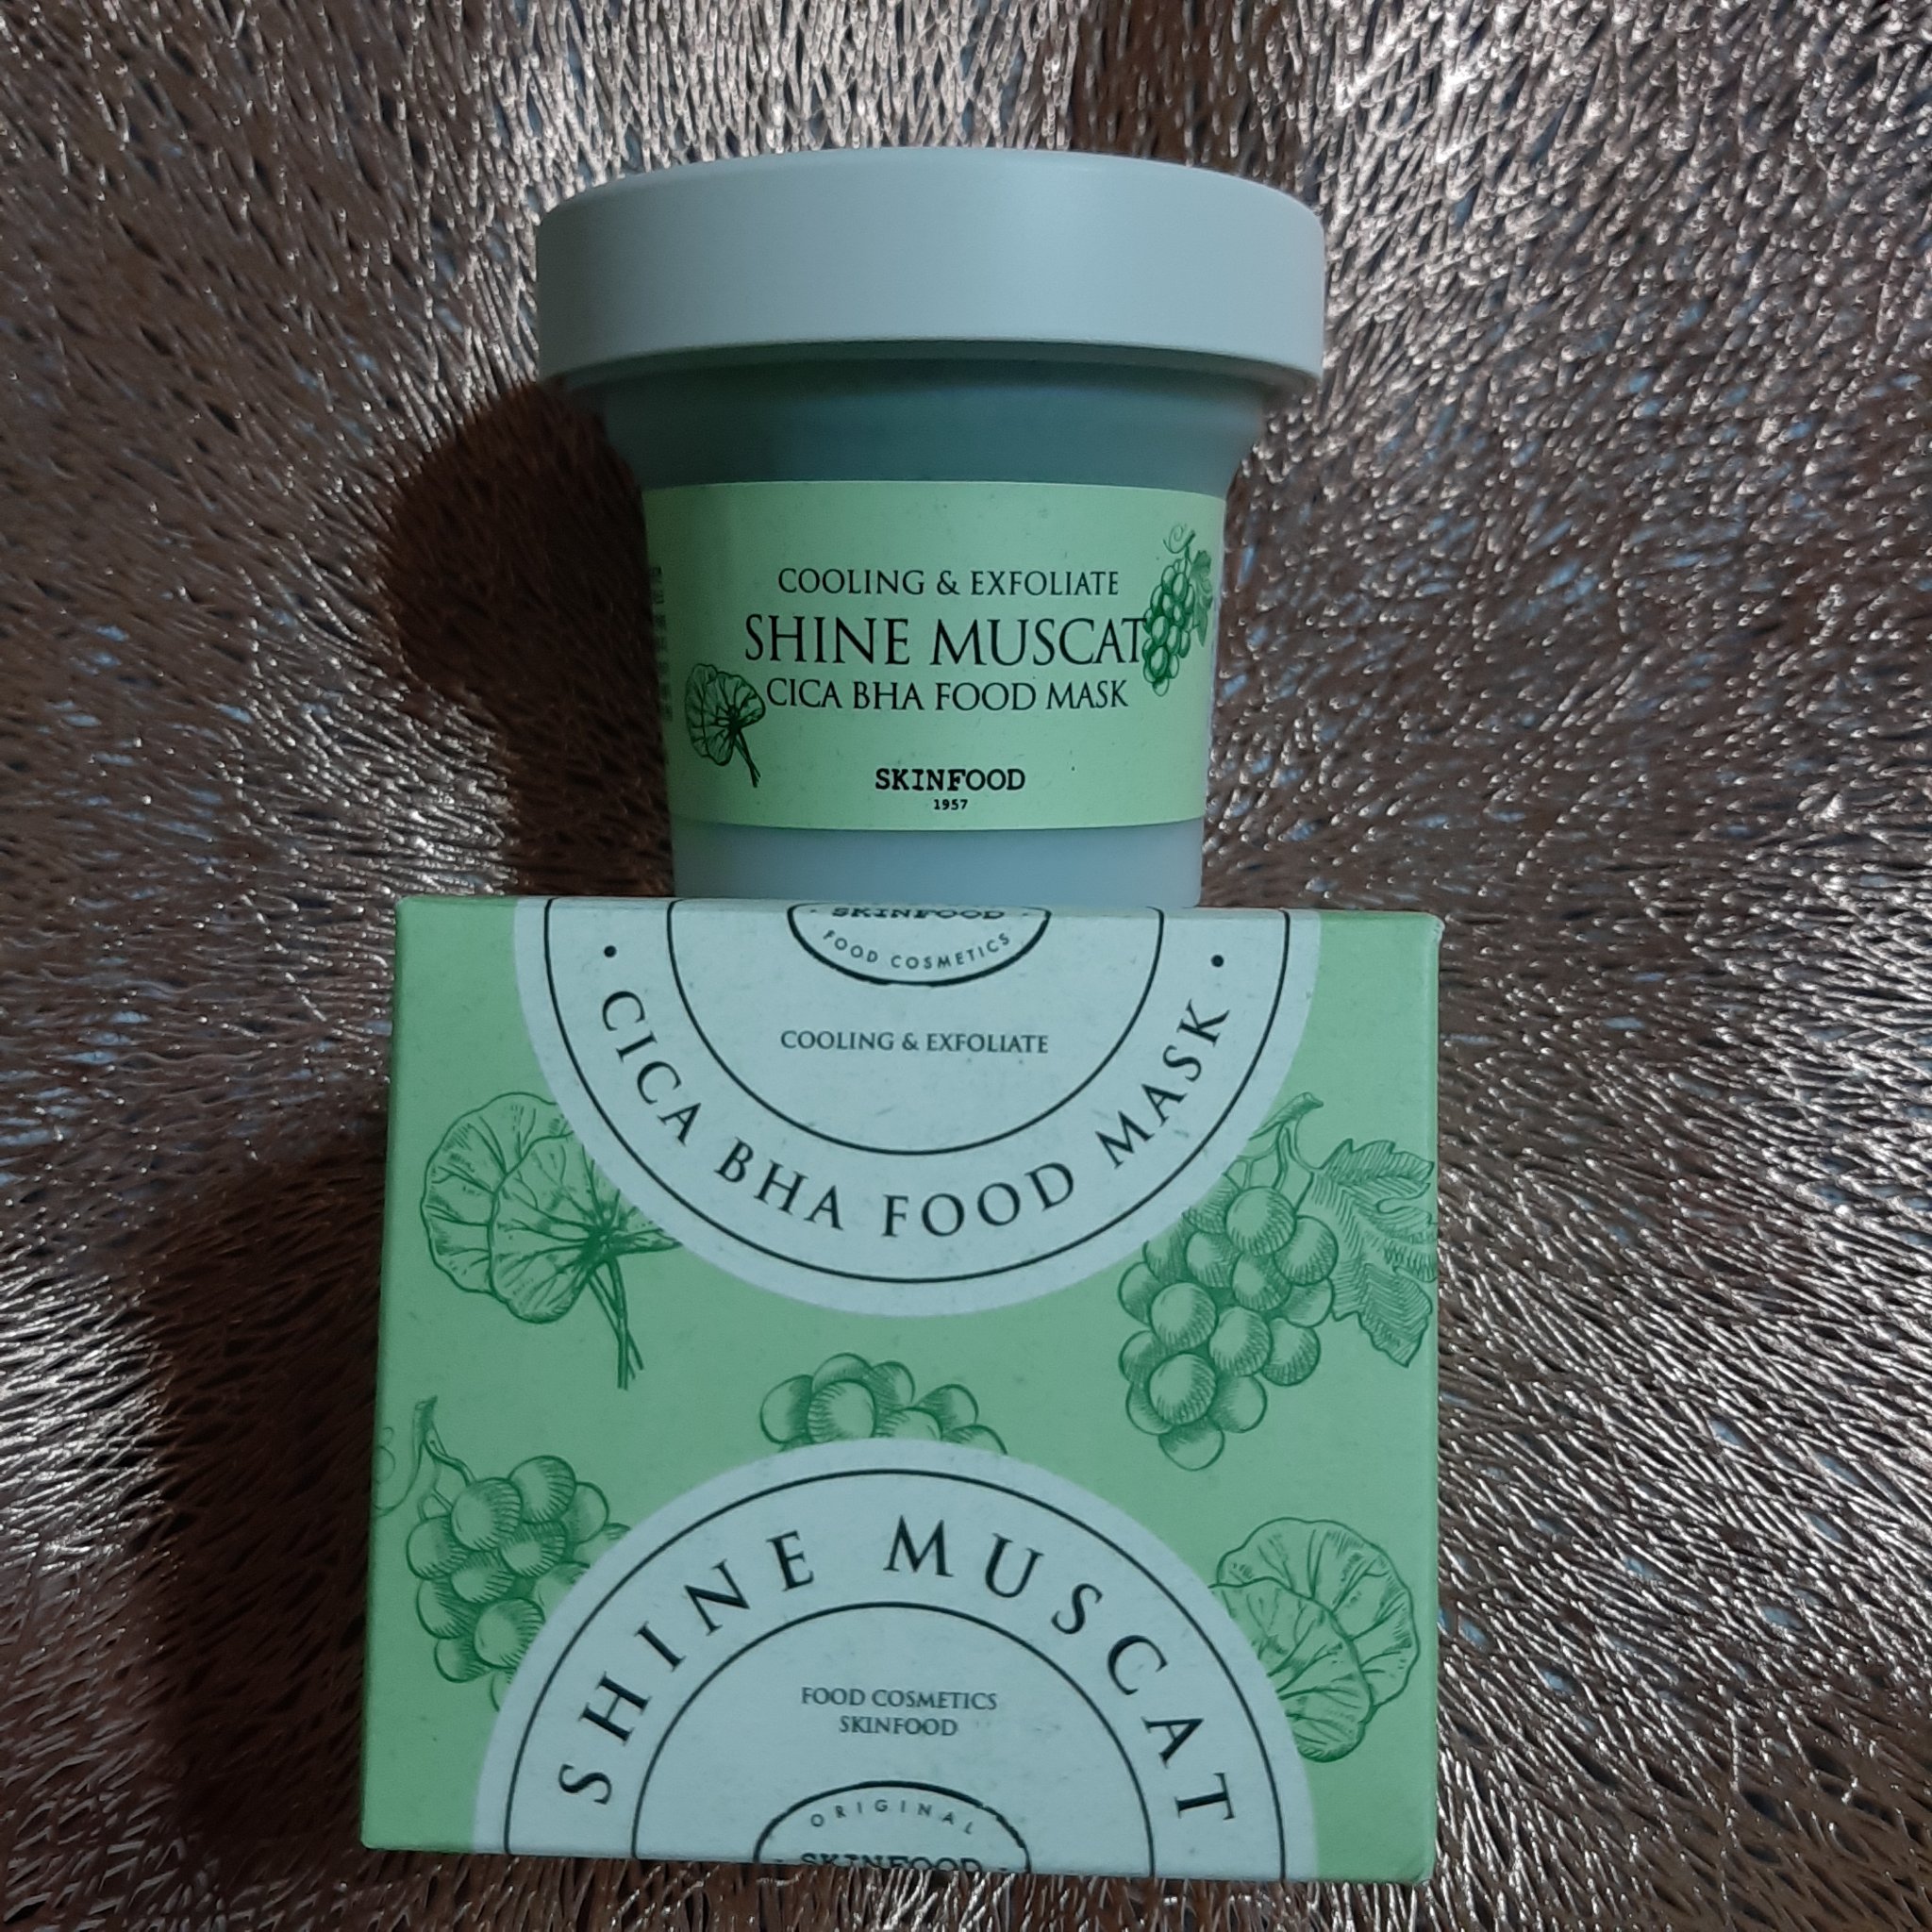 COOLING & EXFOLIATE
SHINE MUSCAT
CICA BHA FOOD MASK
SKINFOOD
1957
· SKINFOOD ·
FOOD COSMETICS
COOLING & EXFOLIATE
• CICA BHA FOOD MASK •
SHINE MUSCAT
FOOD COSMETICS
SKINFOOD
ORIGINAL
· SKINFOOD ·